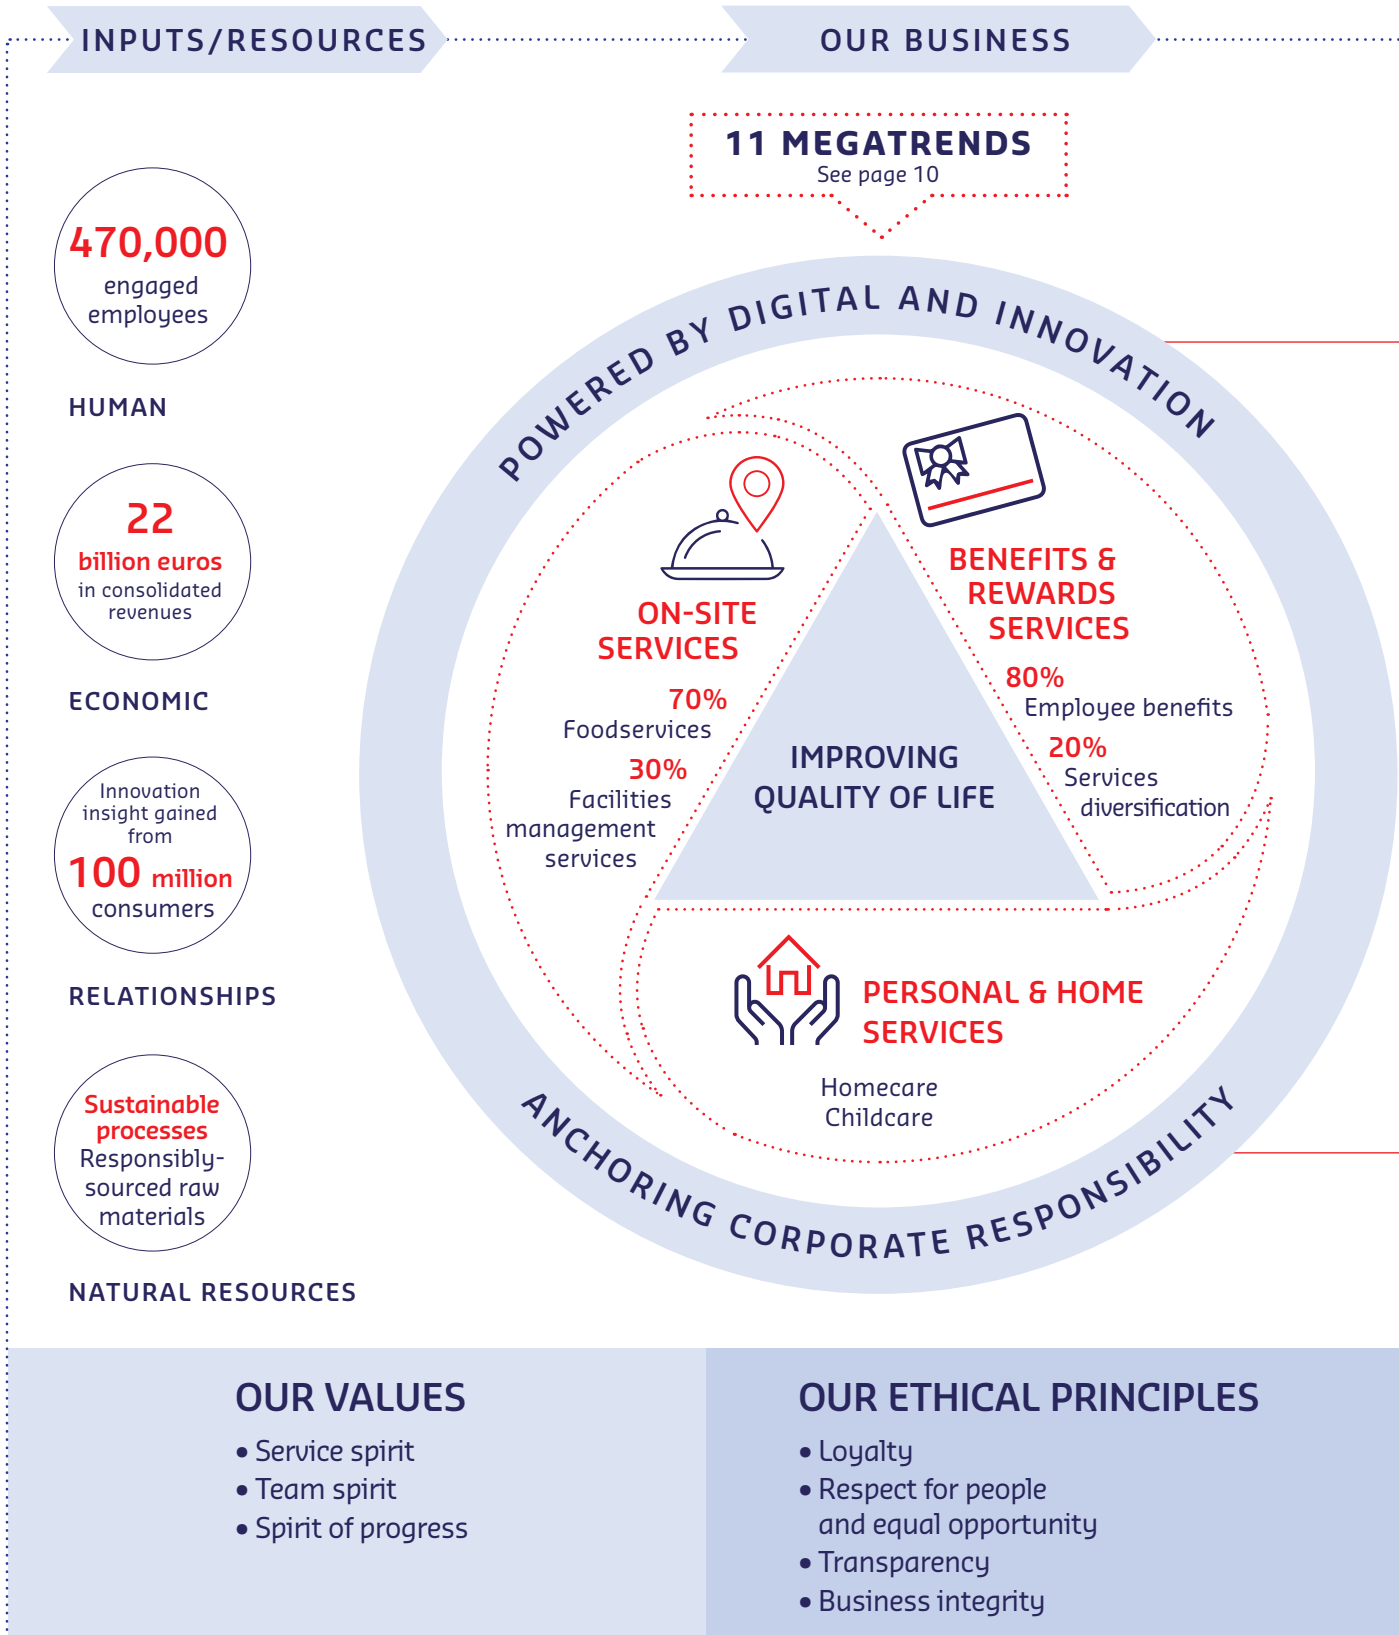 INPUTS/RESOURCES
OUR BUSINESS
11 MEGATRENDS
See page 10
470,000
engaged
employees
HUMAN
22
billion euros
in consolidated
revenues
ECONOMIC
Innovation
insight gained
from
100 million
consumers
RELATIONSHIPS
Sustainable
processes
Responsibly-
sourced raw
materials
NATURAL RESOURCES
POWERED BY DIGITAL AND INNOVATION
ON-SITE
SERVICES
70%
Foodservices
30%
Facilities
management
services
BENEFITS &
REWARDS
SERVICES
80%
Employee benefits
20%
Services
diversification
IMPROVING
QUALITY OF LIFE
PERSONAL & HOME
SERVICES
Homecare
Childcare
ANCHORING CORPORATE RESPONSIBILITY
OUR VALUES
• Service spirit
• Team spirit
• Spirit of progress
OUR ETHICAL PRINCIPLES
• Loyalty
• Respect for people
and equal opportunity
• Transparency
• Business integrity